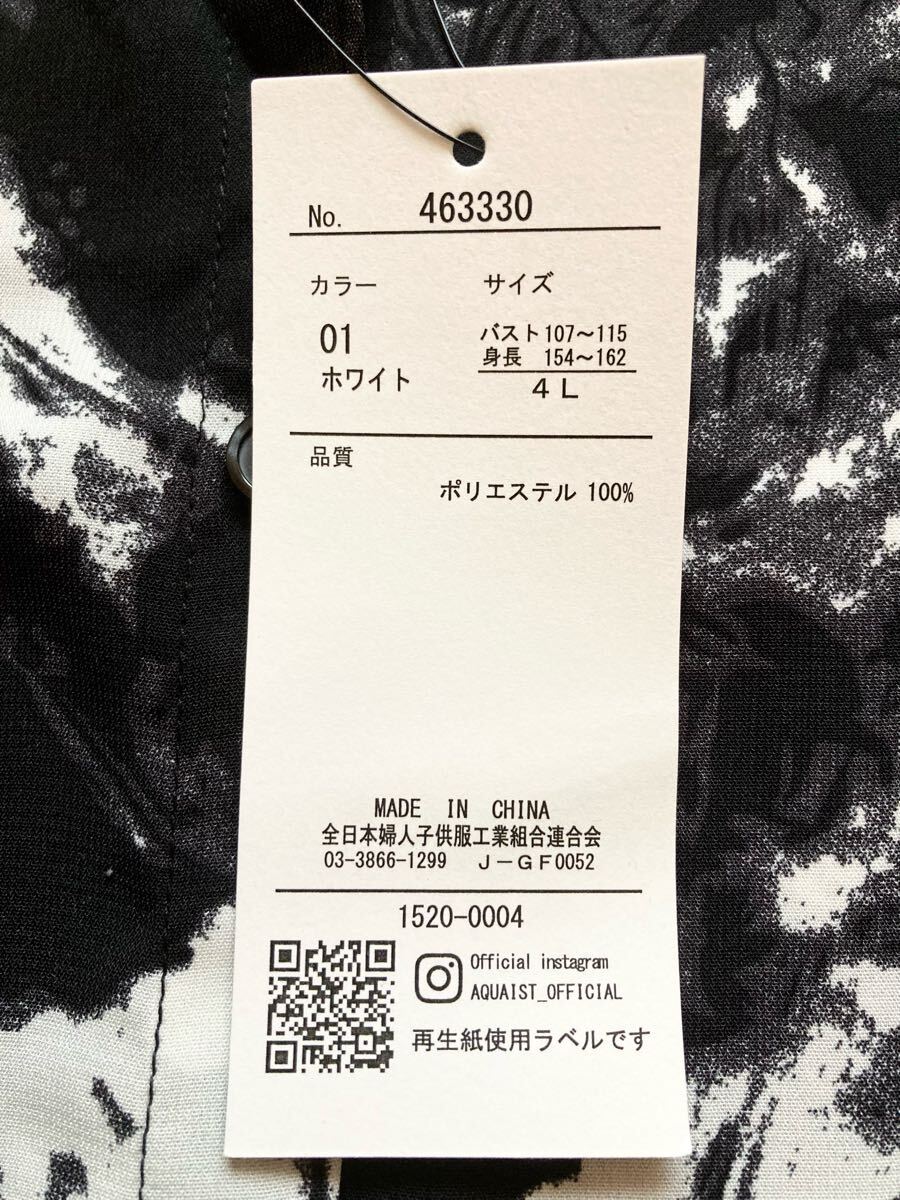 No. 463330
カラー サイズ
01 バスト107～115
ホワイト 身長 154～162
４Ｌ
品質
ポリエステル 100%
MADE IN CHINA
全日本婦人子供服工業組合連合会
03-3866-1299 Ｊ－ＧＦ0052
1520-0004
Official instagram
AQUAIST_OFFICIAL
再生紙使用ラベルです